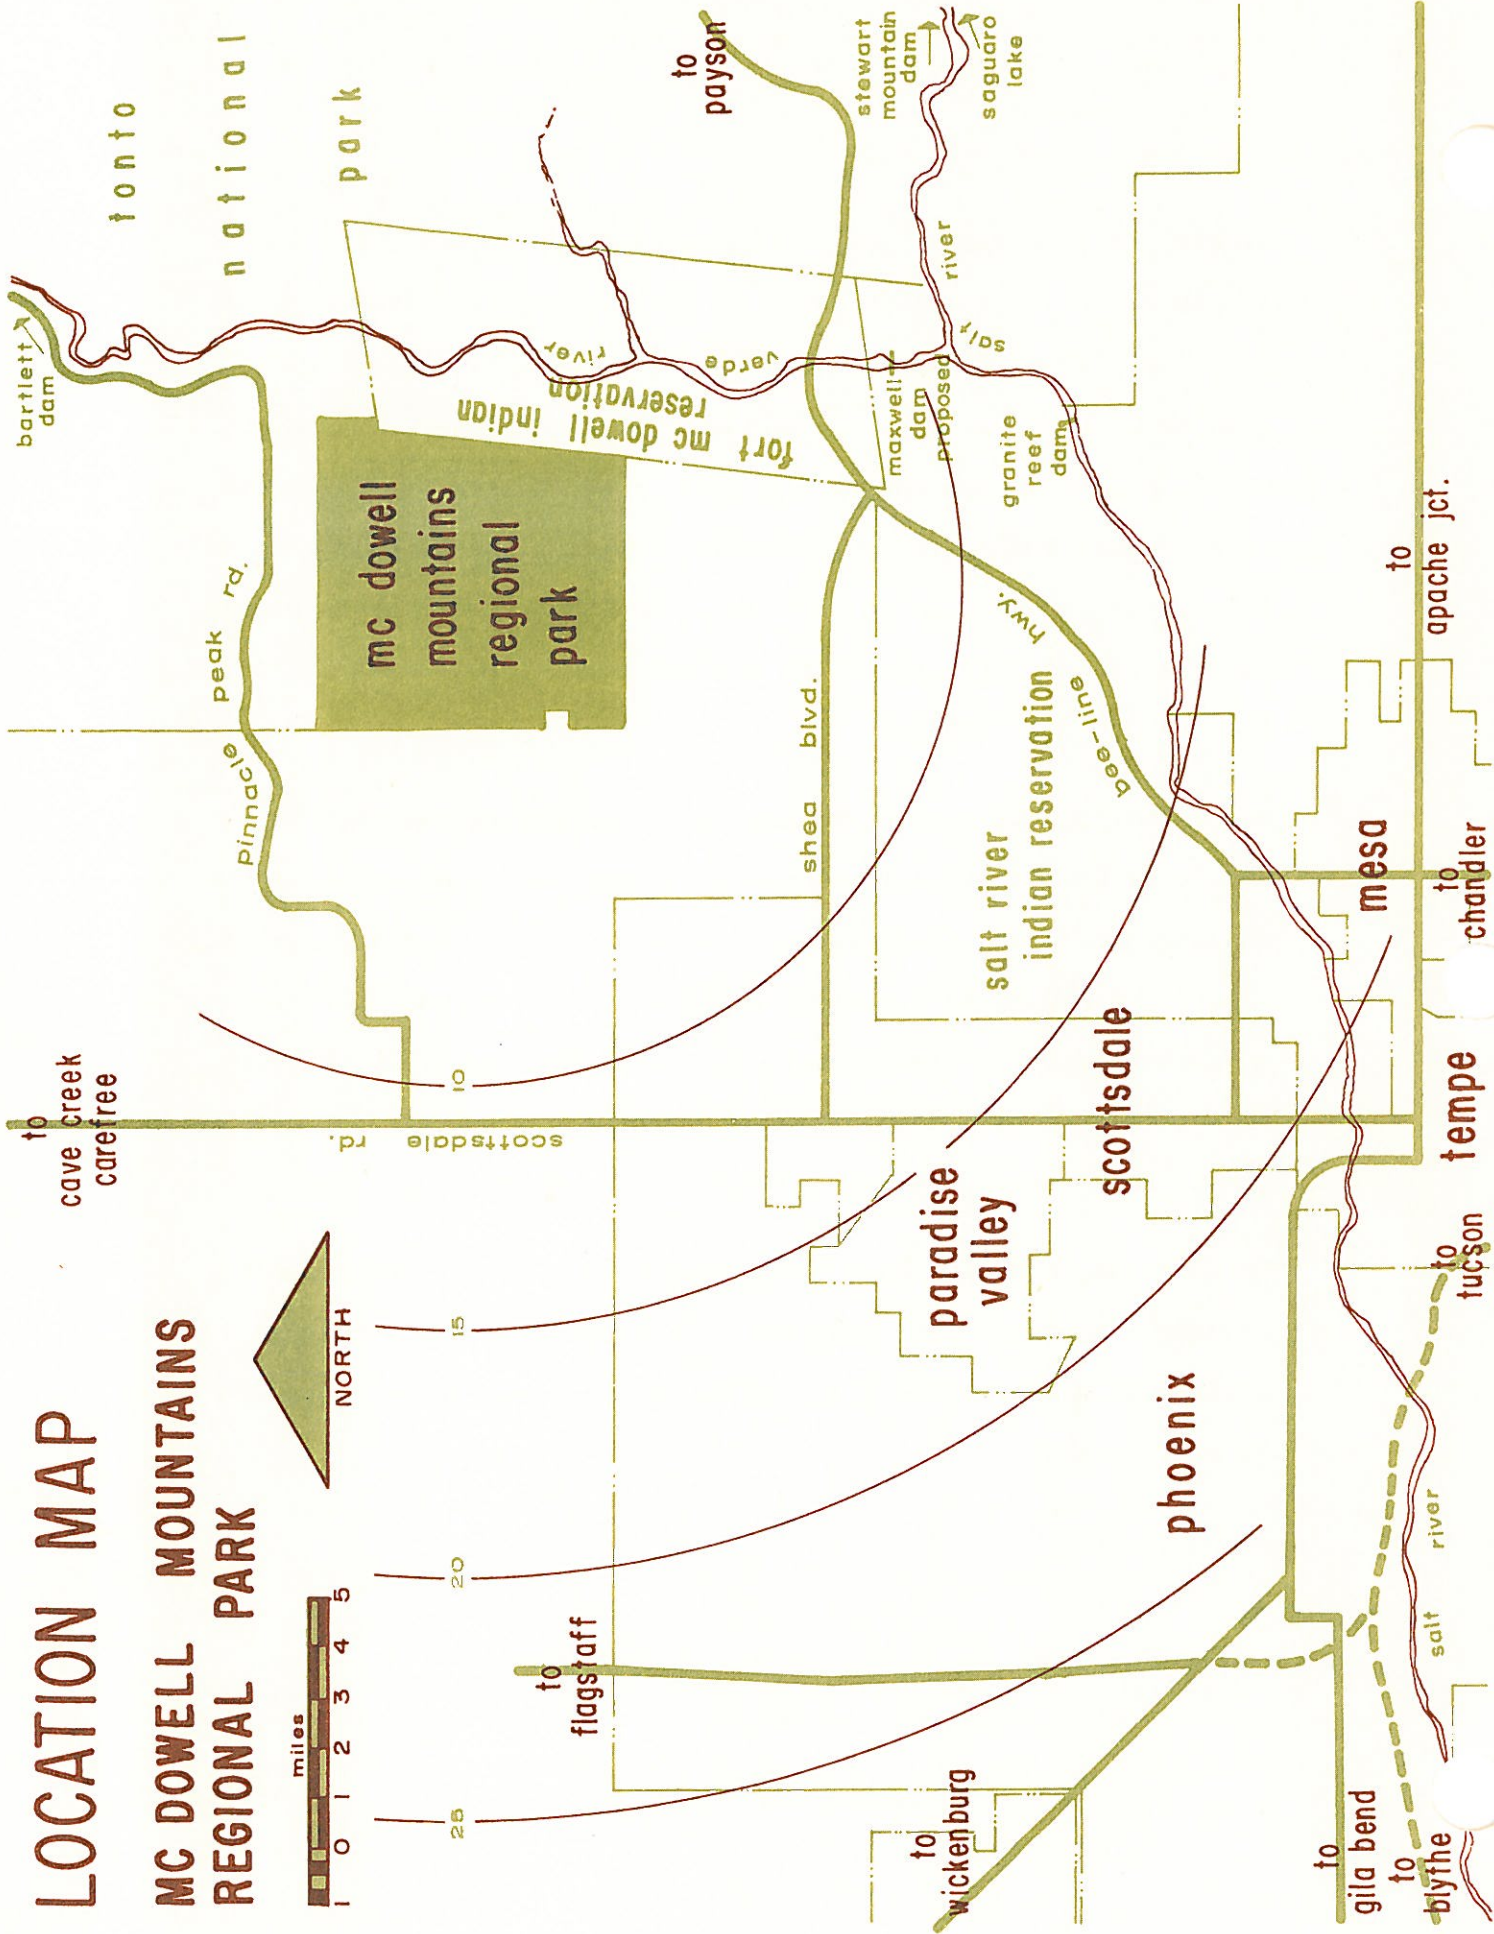 LOCATION MAP
MC DOWELL MOUNTAINS
REGIONAL PARK
miles
1 0 1 2 3 4 5
NORTH
to
cave creek
carefree
bartlett
dam
tonto
national
park
pinnacle peak rd.
mc dowell
mountains
regional
park
fort mc dowell indian
reservation
verde river
to
payson
stewart
mountain
dam
saguaro
lake
salt river
maxwell
dam
proposed
granite
reef
dam
shea blvd.
bee-line hwy.
salt river
indian reservation
scottsdale rd.
10
15
20
25
to
flagstaff
paradise
valley
scottsdale
phoenix
mesa
tempe
to
apache jct.
to
chandler
to
tucson
salt river
to
wickenburg
to
gila bend
to
blythe